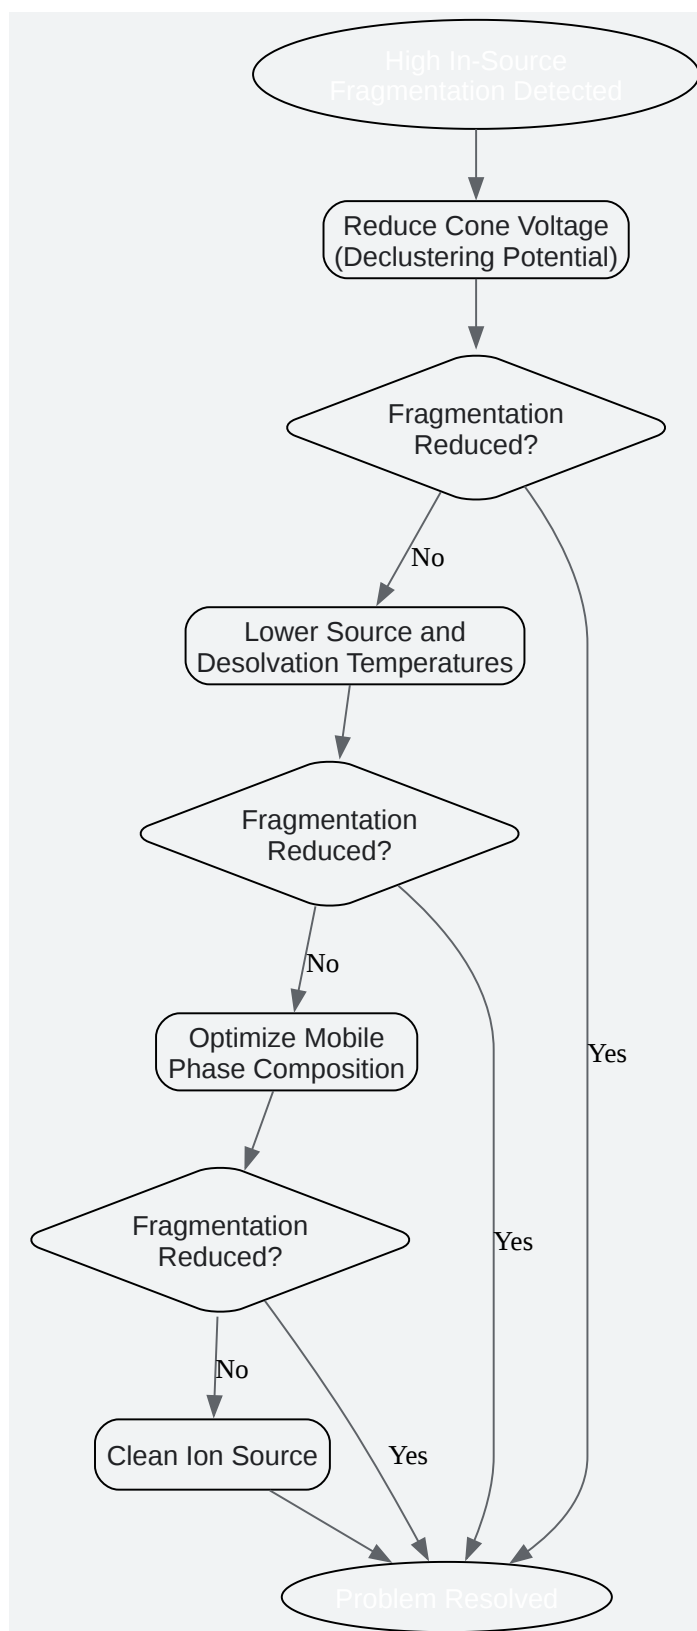 High In-Source
Fragmentation Detected
Reduce Cone Voltage
(Declustering Potential)
Fragmentation
Reduced?
No
Lower Source and
Desolvation Temperatures
Fragmentation
Reduced?
No
Optimize Mobile
Phase Composition
Yes
Fragmentation
Reduced?
Yes
No
Clean Ion Source
Yes
Problem Resolved